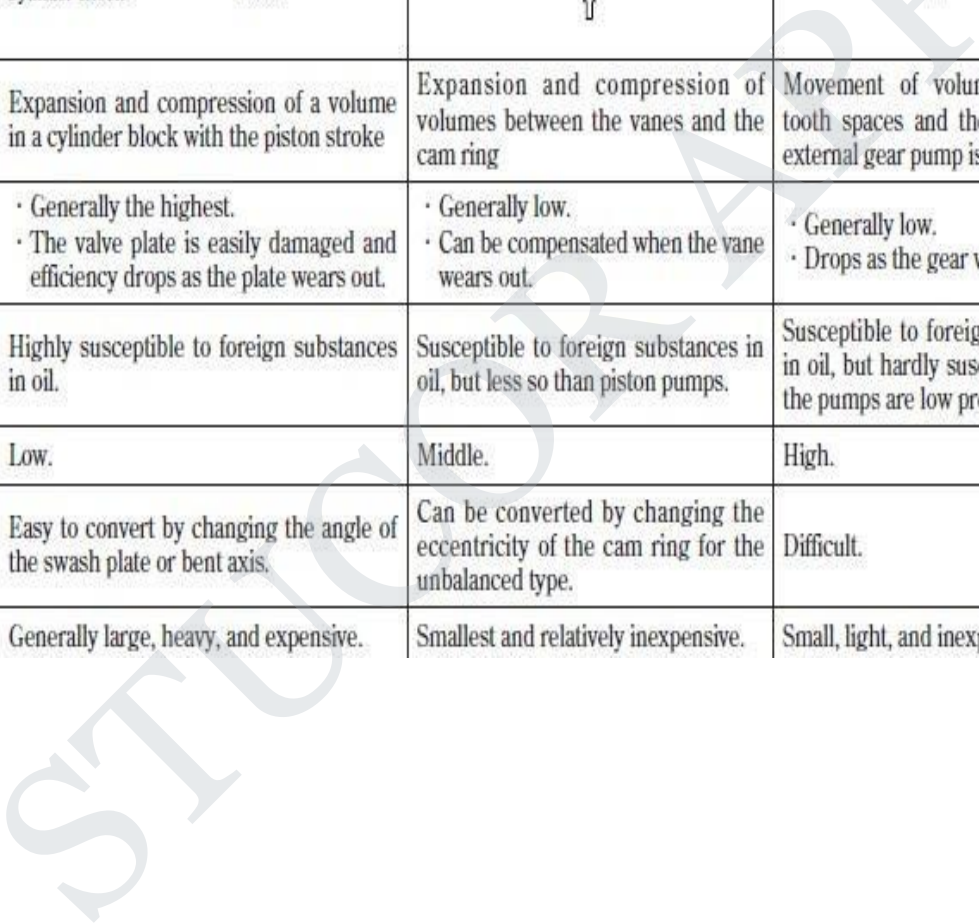 Expansion and compression of a volume
in a cylinder block with the piston stroke
Expansion and compression of
volumes between the vanes and the
cam ring
Movement of
tooth spaces and
external gear pump
· Generally the highest.
· The valve plate is easily damaged and
efficiency drops as the plate wears out.
· Generally low.
· Can be compensated when the vane
wears out.
· Generally low.
· Drops as the gear
Highly susceptible to foreign substances
in oil.
Susceptible to foreign substances in
oil, but less so than piston pumps.
Susceptible to
in oil, but hardly
the pumps are low
Low.
Middle.
High.
Easy to convert by changing the angle of
the swash plate or bent axis.
Can be converted by changing the
eccentricity of the cam ring for the
unbalanced type.
Difficult.
Generally large, heavy, and expensive.
Smallest and relatively inexpensive.
Small, light, and
STUCOR